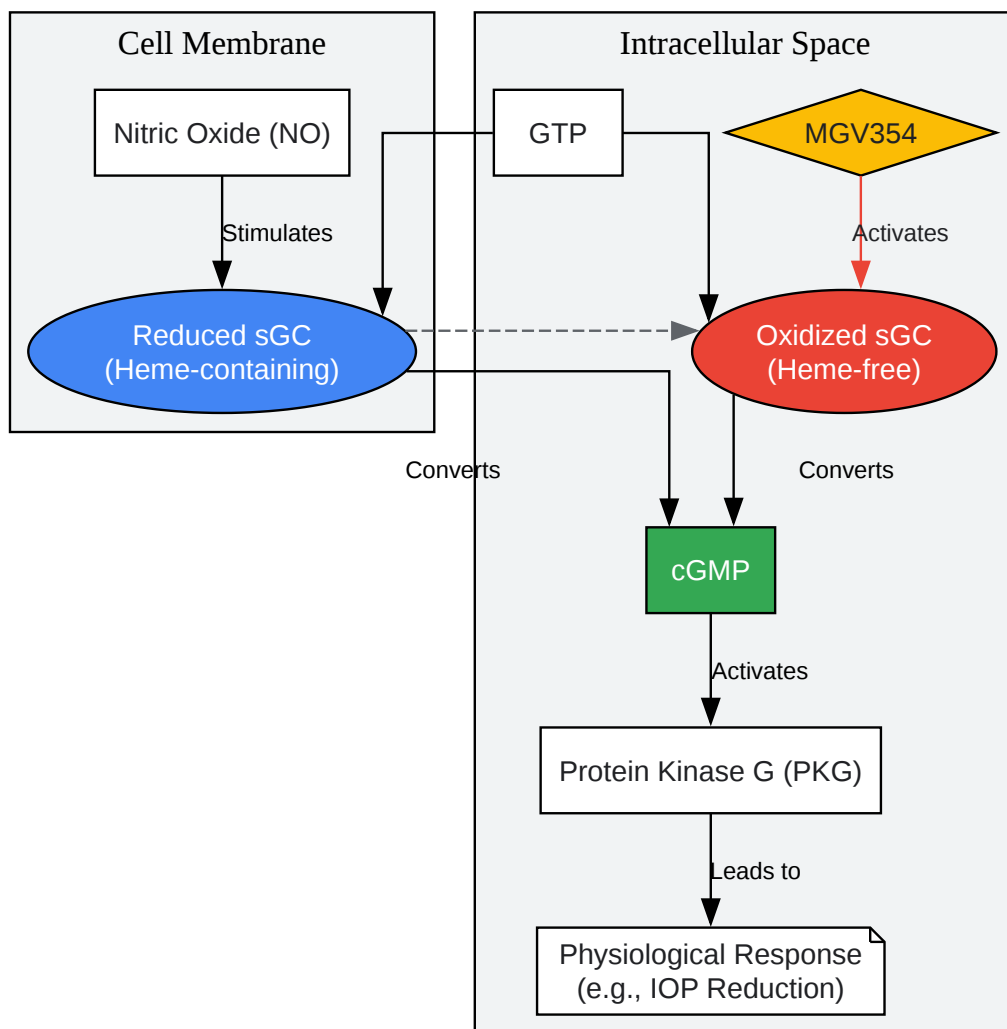 Cell Membrane
Intracellular Space
Nitric Oxide (NO)
GTP
MGV354
Stimulates
Activates
Reduced sGC
(Heme-containing)
Oxidized sGC
(Heme-free)
Converts
Converts
cGMP
Activates
Protein Kinase G (PKG)
Leads to
Physiological Response
(e.g., IOP Reduction)